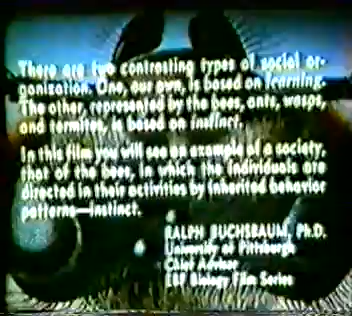 There are two contrasting types of social or-
ganization. One, our own, is based on learning.
The other, represented by the bees, ants, wasps,
and termites, is based on instinct.
In this film you will see an example of a society,
that of the bees, in which the individuals are
directed in their activities by inherited behavior
patterns—instinct.
RALPH BUCHSBAUM, Ph.D.
University of Pittsburgh
Chief Advisor
EBF Biology Film Series